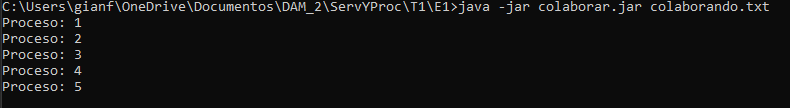 C:\Users\gianf\OneDrive\Documentos\DAM_2\ServYProc\T1\E1>java -jar colaborar.jar colaborando.txt
Proceso: 1
Proceso: 2
Proceso: 3
Proceso: 4
Proceso: 5